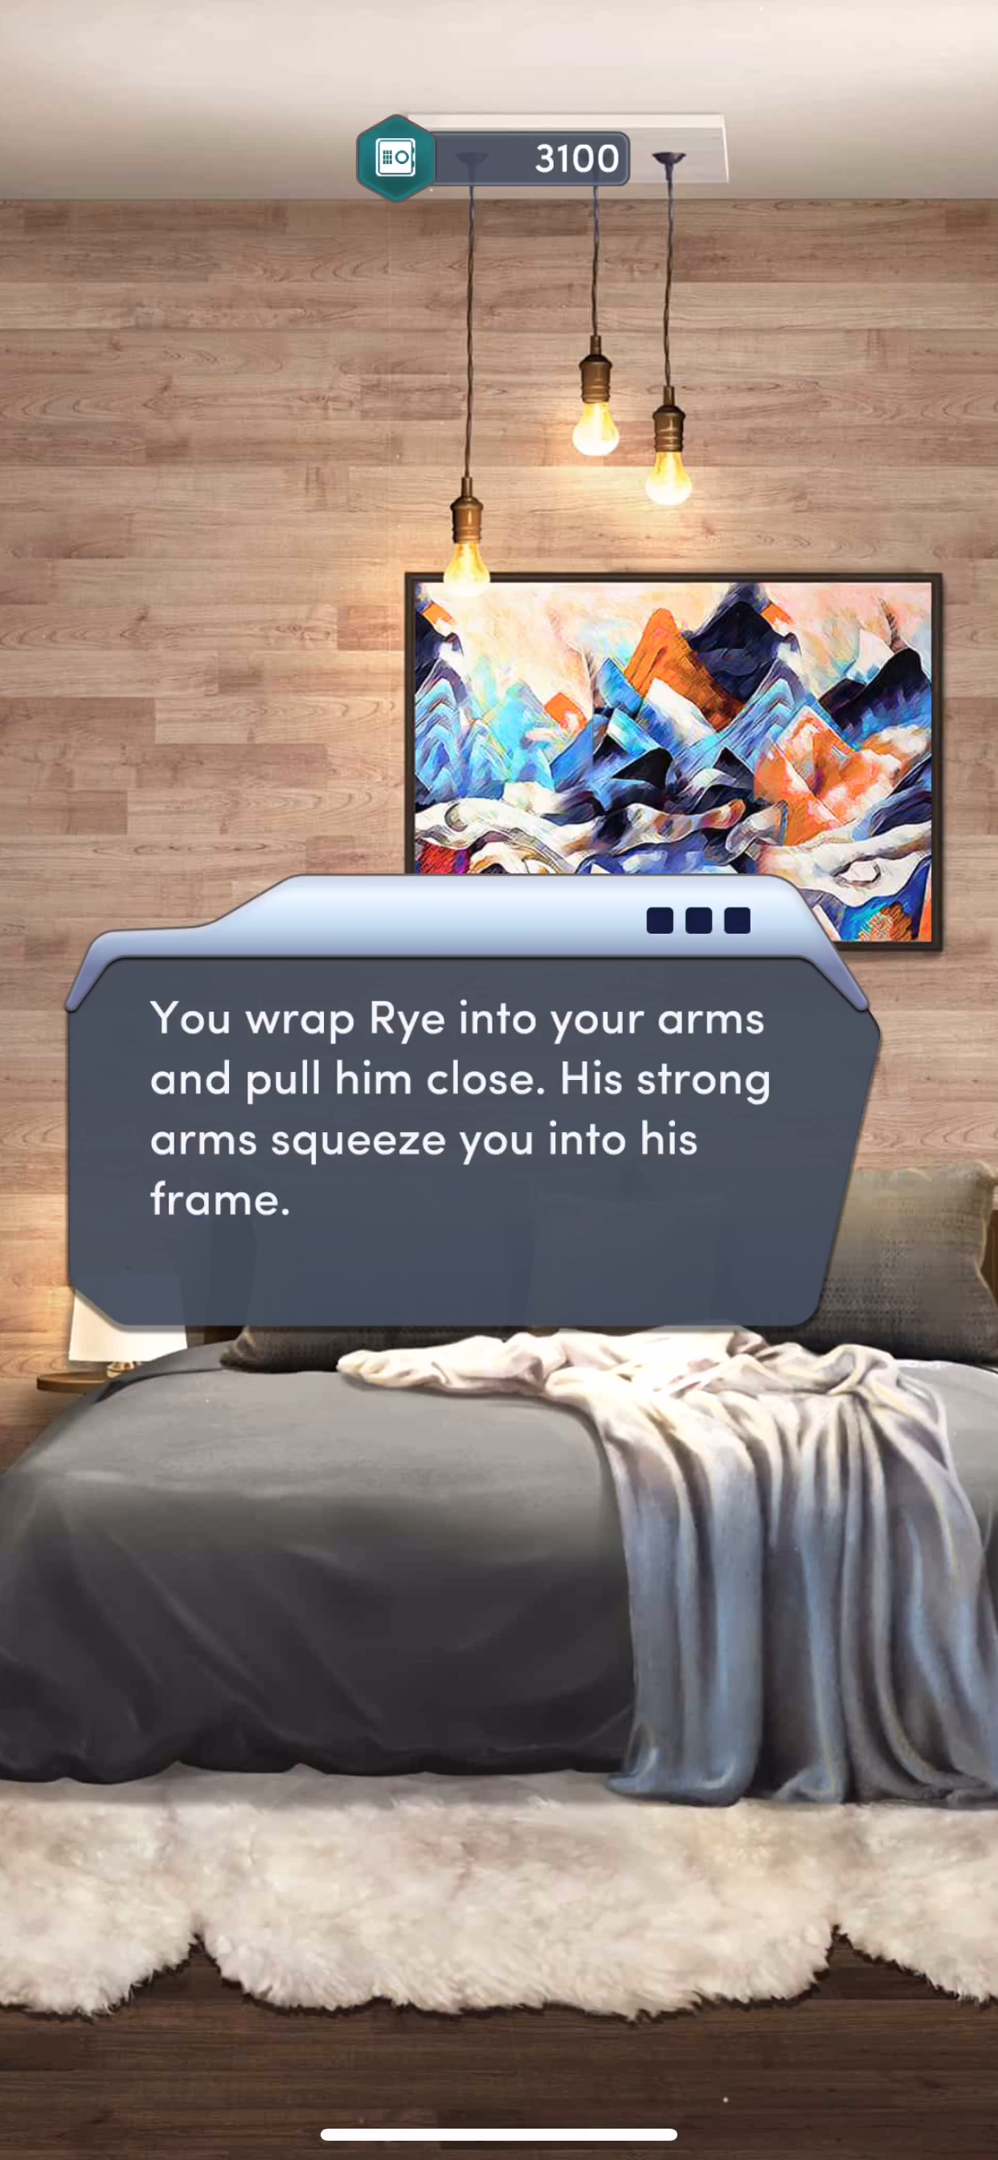 3100
You wrap Rye into your arms
and pull him close. His strong
arms squeeze you into his
frame.